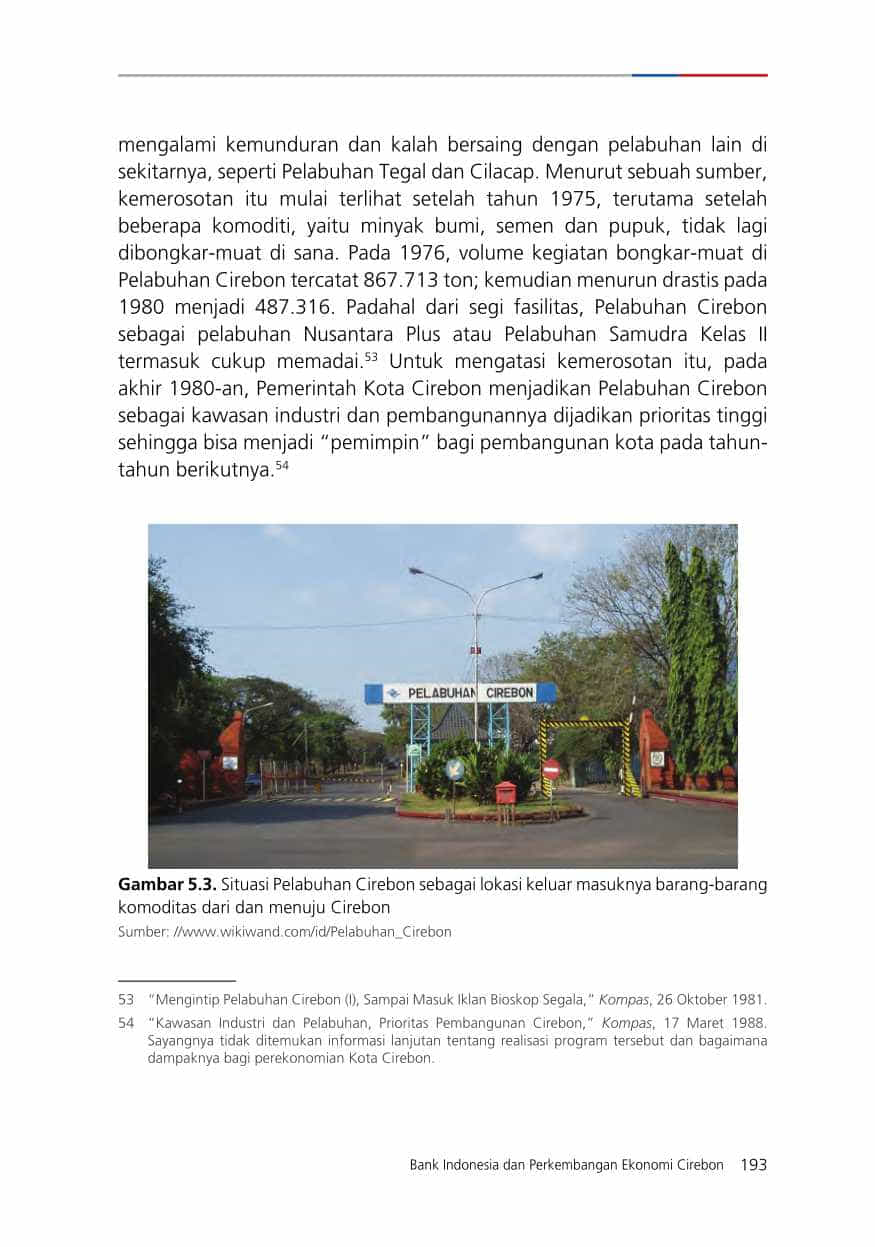 mengalami kemunduran dan kalah bersaing dengan pelabuhan lain di
sekitarnya, seperti Pelabuhan Tegal dan Cilacap. Menurut sebuah sumber,
kemerosotan itu mulai terlihat setelah tahun 1975, terutama setelah
beberapa komoditi, yaitu minyak bumi, semen dan pupuk, tidak lagi
dibongkar-muat di sana. Pada 1976, volume kegiatan bongkar-muat di
Pelabuhan Cirebon tercatat 867.713 ton; kemudian menurun drastis pada
1980 menjadi 487.316. Padahal dari segi fasilitas, Pelabuhan Cirebon
sebagai pelabuhan Nusantara Plus atau Pelabuhan Samudra Kelas II
termasuk cukup memadai.⁵³ Untuk mengatasi kemerosotan itu, pada
akhir 1980-an, Pemerintah Kota Cirebon menjadikan Pelabuhan Cirebon
sebagai kawasan industri dan pembangunannya dijadikan prioritas tinggi
sehingga bisa menjadi “pemimpin” bagi pembangunan kota pada tahun-
tahun berikutnya.⁵⁴
PELABUHAN CIREBON
Gambar 5.3. Situasi Pelabuhan Cirebon sebagai lokasi keluar masuknya barang-barang
komoditas dari dan menuju Cirebon
Sumber: //www.wikiwand.com/id/Pelabuhan_Cirebon
53 “Mengintip Pelabuhan Cirebon (I), Sampai Masuk Iklan Bioskop Segala,” Kompas, 26 Oktober 1981.
54 “Kawasan Industri dan Pelabuhan, Prioritas Pembangunan Cirebon,” Kompas, 17 Maret 1988.
Sayangnya tidak ditemukan informasi lanjutan tentang realisasi program tersebut dan bagaimana
dampaknya bagi perekonomian Kota Cirebon.
Bank Indonesia dan Perkembangan Ekonomi Cirebon 193